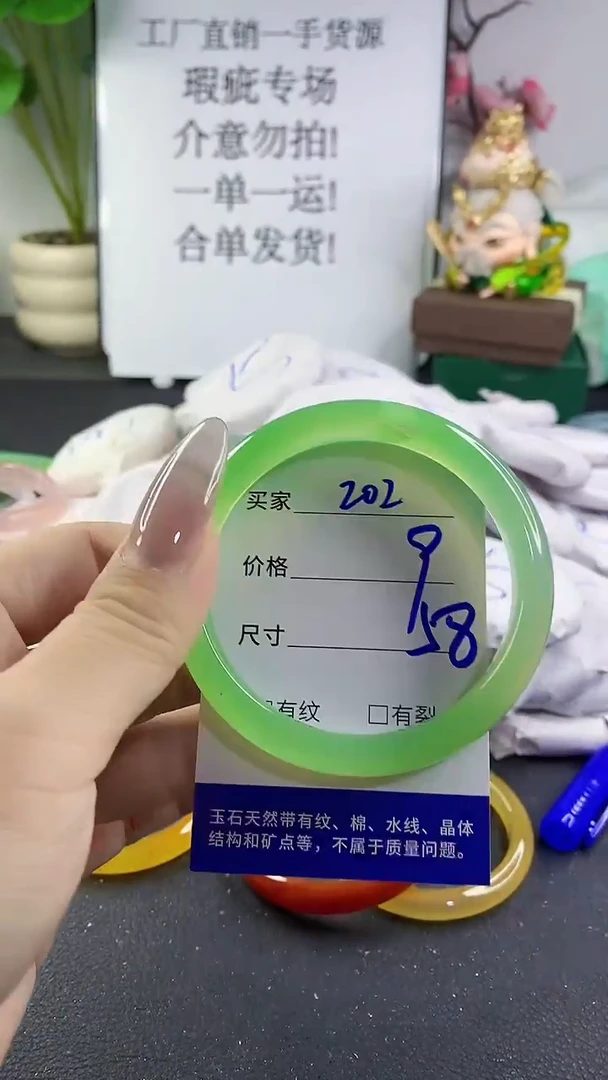 工厂直销一手货源
瑕疵专场
介意勿拍!
一单一运!
合单发货!
买家 202
价格 9
尺寸 58
有纹 □有裂
玉石天然带有纹、棉、水线、晶体
结构和矿点等，不属于质量问题。